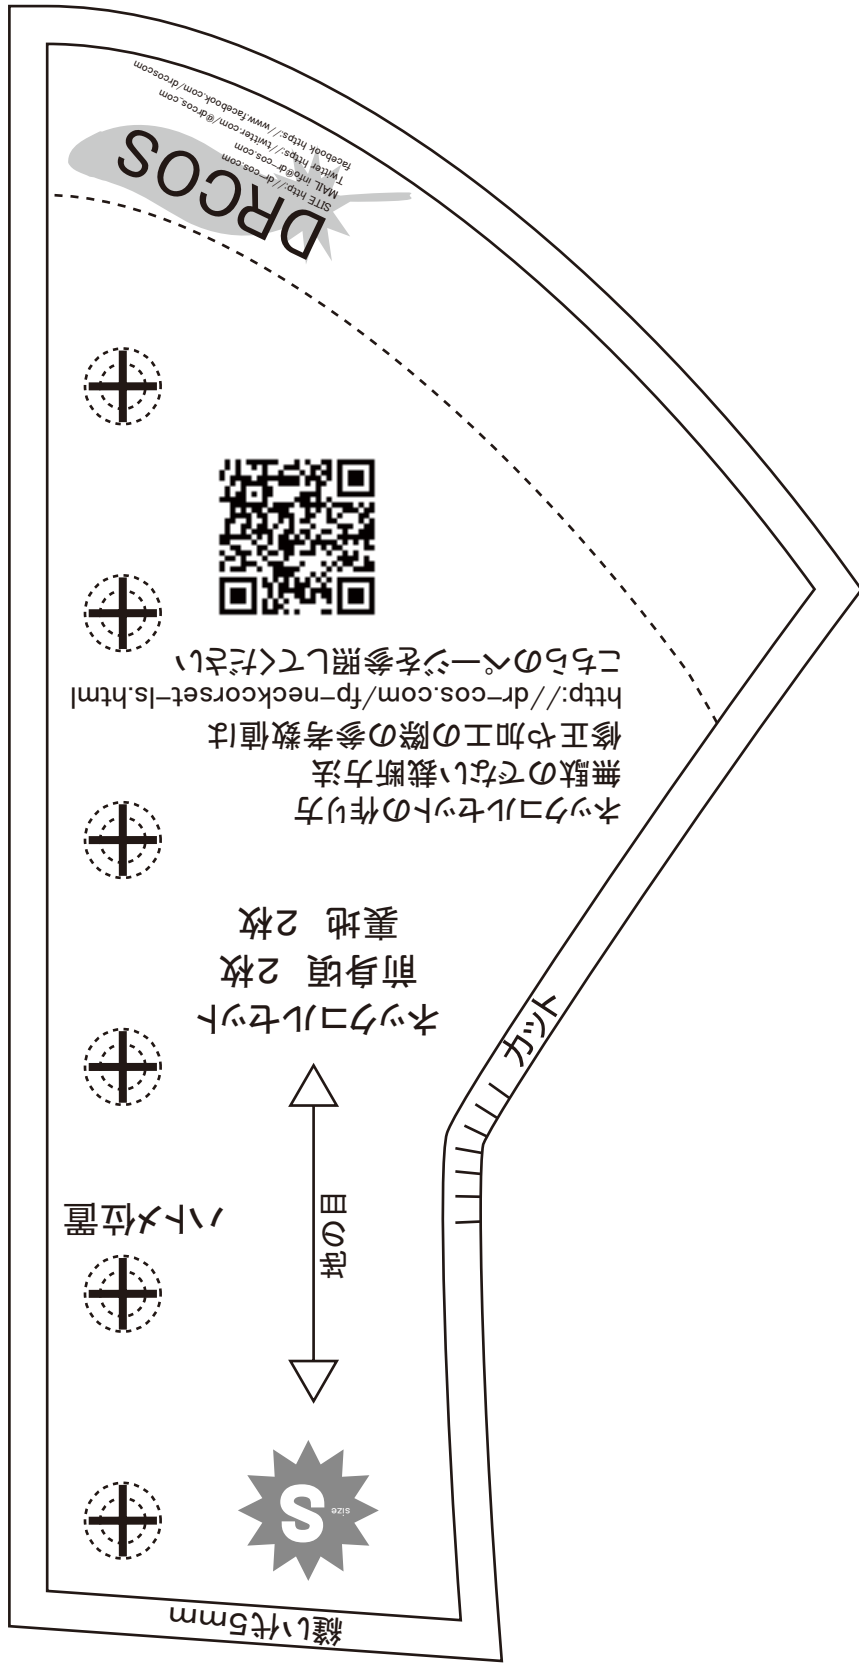 縫い代5mm
size
S
ハトメ位置
地の目
カット
ネックコルセット
前身頃 2枚
裏地 2枚
ネックコルセットの作り方
無駄のでない裁断方法
修正や加工の際の参考数値は
http://dr-cos.com/fp-neckcorset-ls.html
こちらのページを参照してください
DRCOS
SITE http://dr-cos.com
MAIL info@dr-cos.com
Twitter https://twitter.com/@drcos_com
facebook https://www.facebook.com/drcoscom